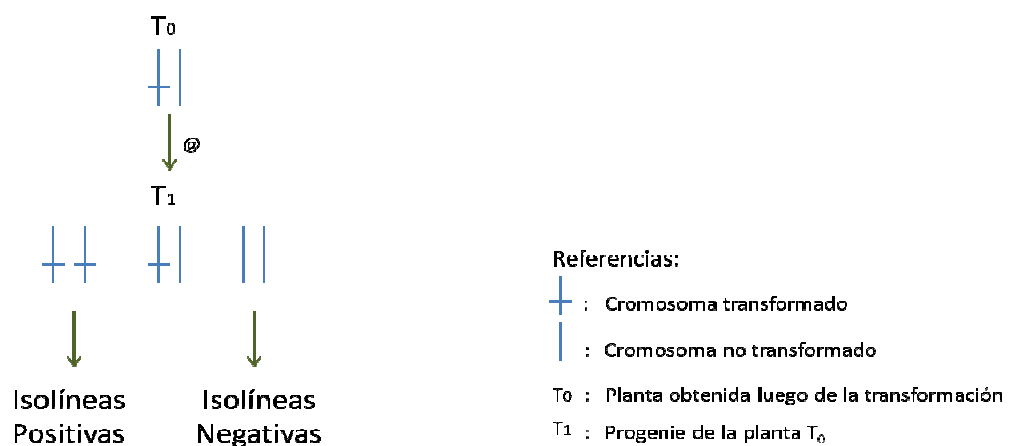 T₀
@
T₁
Isolíneas Positivas
Isolíneas Negativas
Referencias:
: Cromosoma transformado
: Cromosoma no transformado
T₀ : Planta obtenida luego de la transformación
T₁ : Progenie de la planta T₀